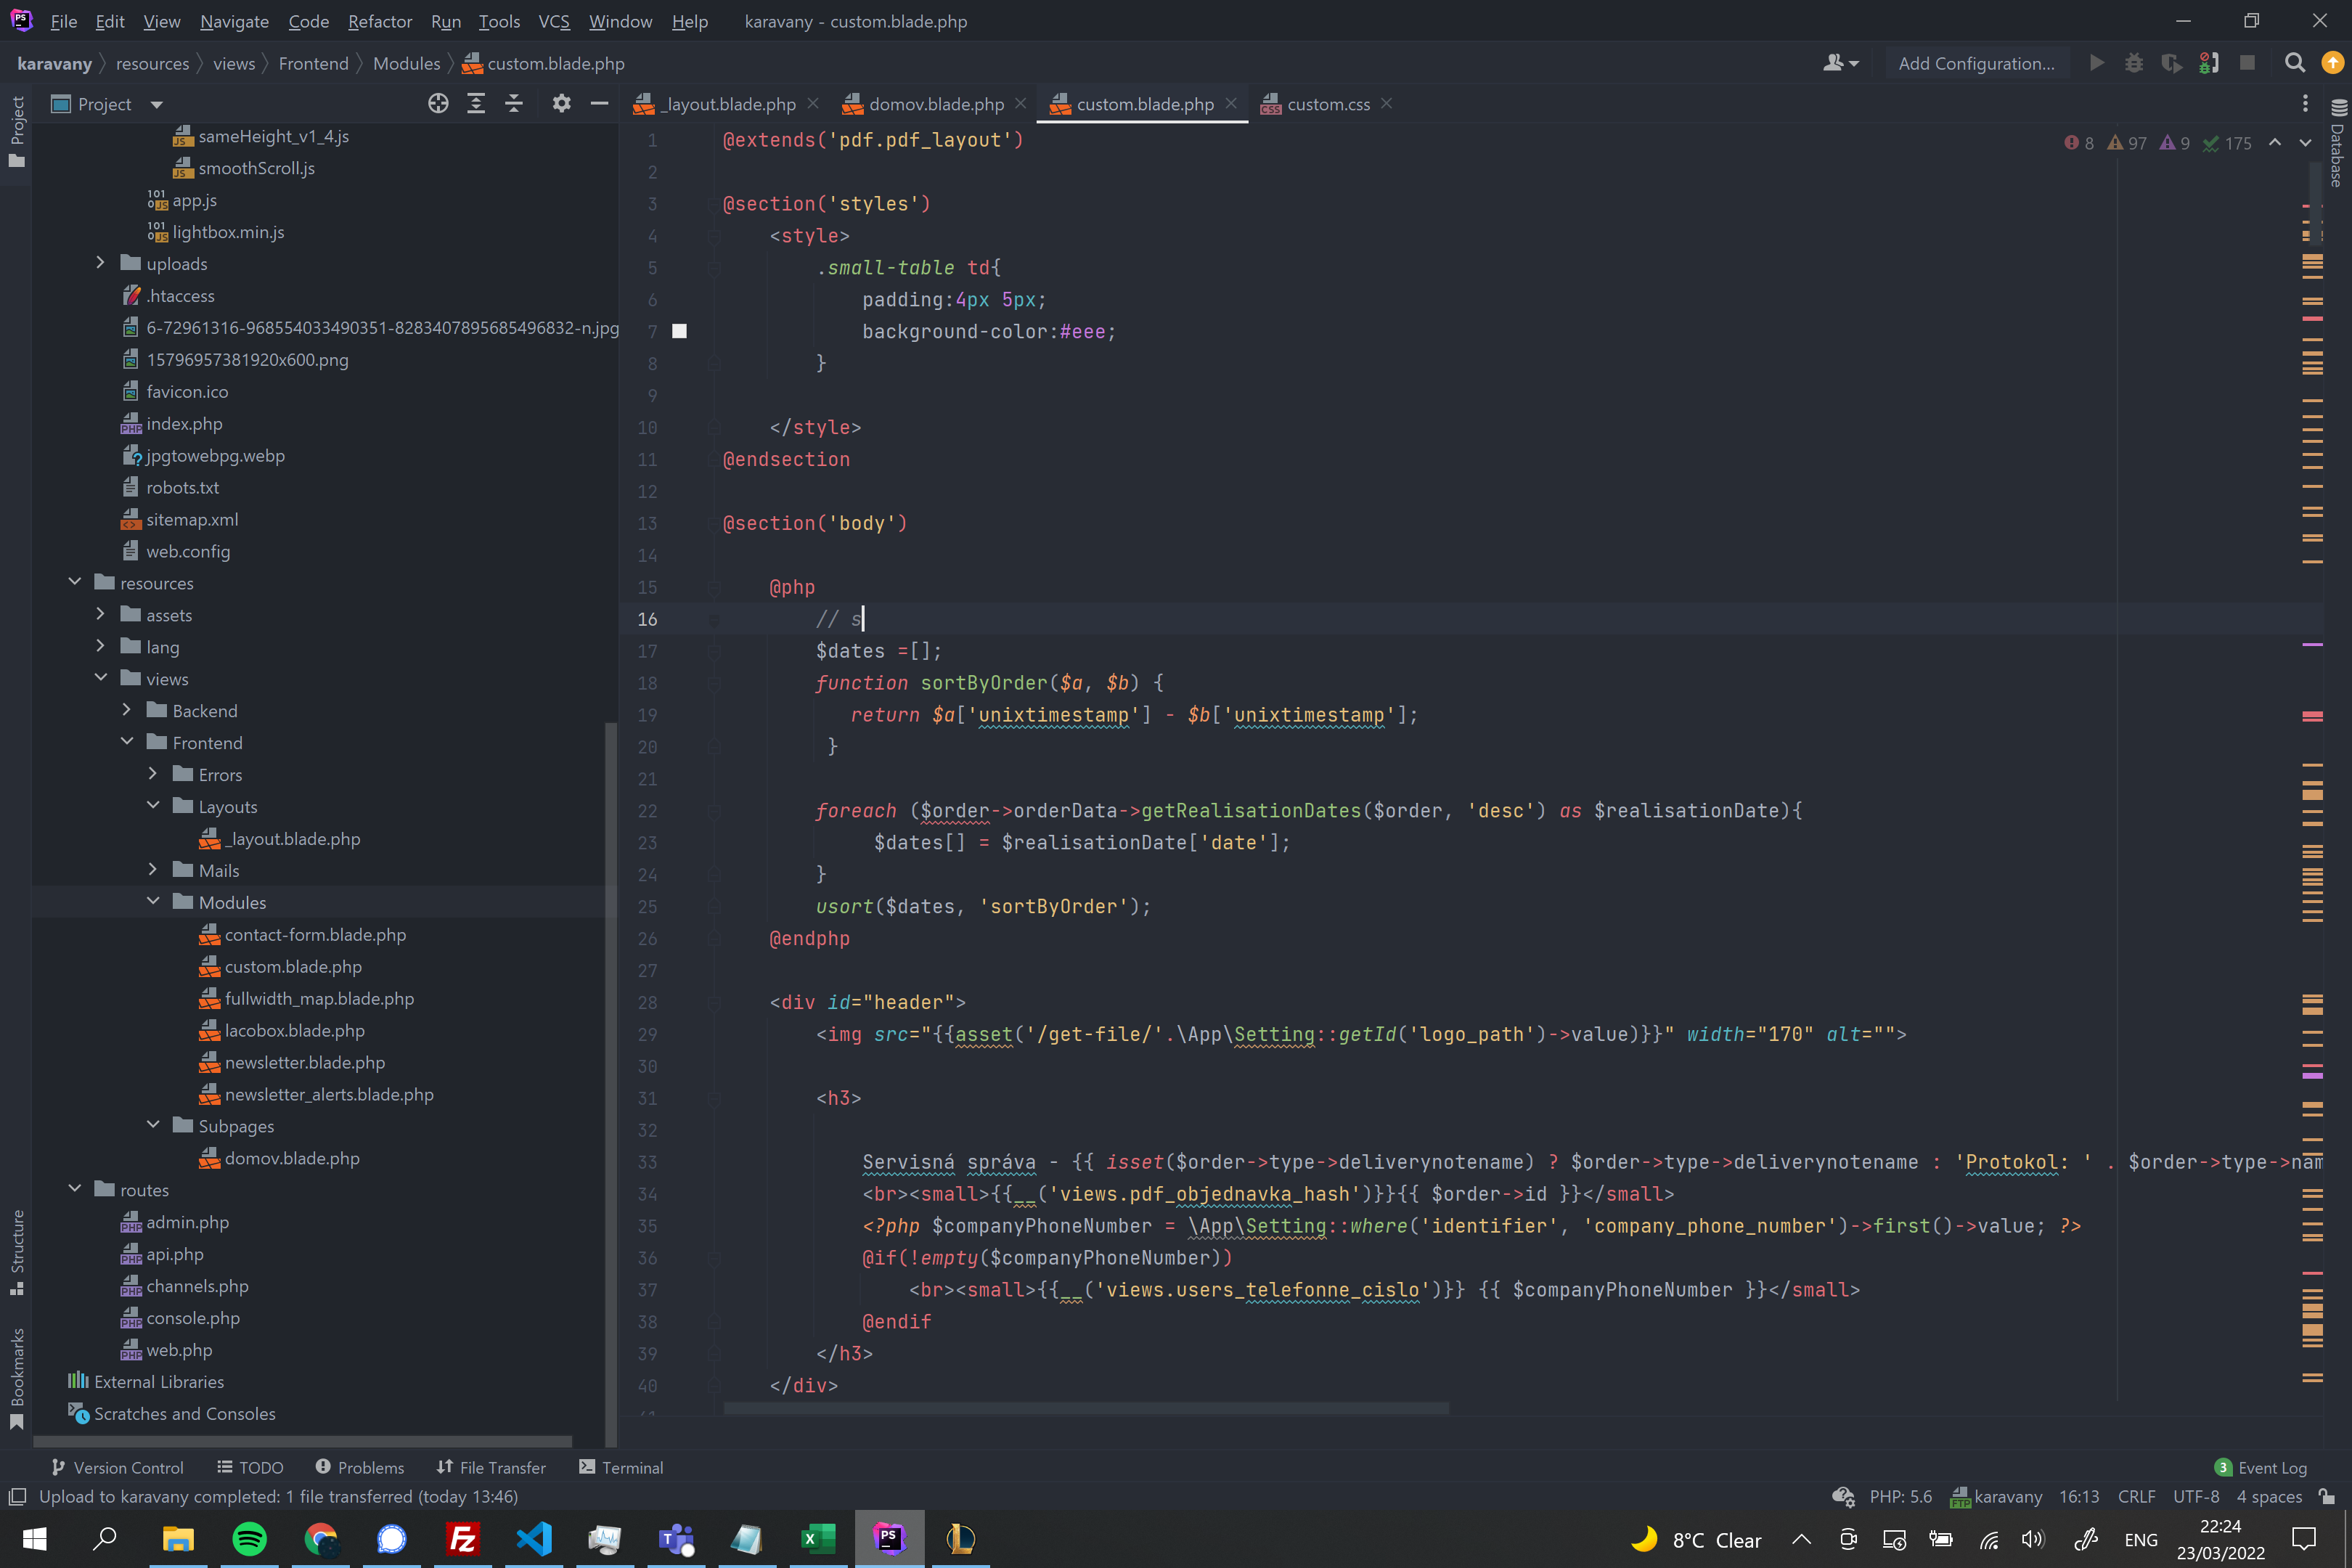 File Edit View Navigate Code Refactor Run Tools VCS Window Help karavany - custom.blade.php
karavany resources views Frontend Modules custom.blade.php
Add Configuration...
Project
_layout.blade.php domov.blade.php custom.blade.php custom.css
8 97 9 175
Project
Structure
Bookmarks
Database
sameHeight_v1_4.js
smoothScroll.js
app.js
lightbox.min.js
uploads
.htaccess
6-72961316-968554033490351-8283407895685496832-n.jpg
15796957381920x600.png
favicon.ico
index.php
jpgtowebpg.webp
robots.txt
sitemap.xml
web.config
resources
assets
lang
views
Backend
Frontend
Errors
Layouts
_layout.blade.php
Mails
Modules
contact-form.blade.php
custom.blade.php
fullwidth_map.blade.php
lacobox.blade.php
newsletter.blade.php
newsletter_alerts.blade.php
Subpages
domov.blade.php
routes
admin.php
api.php
channels.php
console.php
web.php
External Libraries
Scratches and Consoles
1 @extends('pdf.pdf_layout')
2
3 @section('styles')
4 <style>
5 .small-table td{
6 padding:4px 5px;
7 background-color:#eee;
8 }
9
10 </style>
11 @endsection
12
13 @section('body')
14
15 @php
16 // s
17 $dates =[];
18 function sortByOrder($a, $b) {
19 return $a['unixtimestamp'] - $b['unixtimestamp'];
20 }
21
22 foreach ($order->orderData->getRealisationDates($order, 'desc') as $realisationDate){
23 $dates[] = $realisationDate['date'];
24 }
25 usort($dates, 'sortByOrder');
26 @endphp
27
28 <div id="header">
29 <img src="{{asset('/get-file/'.\App\Setting::getId('logo_path')->value)}}" width="170" alt="">
30
31 <h3>
32
33 Servisná správa - {{ isset($order->type->deliverynotename) ? $order->type->deliverynotename : 'Protokol: ' . $order->type->nam
34 <br><small>{{__('views.pdf_objednavka_hash')}}{{ $order->id }}</small>
35 <?php $companyPhoneNumber = \App\Setting::where('identifier', 'company_phone_number')->first()->value; ?>
36 @if(!empty($companyPhoneNumber))
37 <br><small>{{__('views.users_telefonne_cislo')}} {{ $companyPhoneNumber }}</small>
38 @endif
39 </h3>
40 </div>
Version Control TODO Problems File Transfer Terminal
3 Event Log
Upload to karavany completed: 1 file transferred (today 13:46)
PHP: 5.6 karavany 16:13 CRLF UTF-8 4 spaces
8°C Clear ENG
22:24
23/03/2022